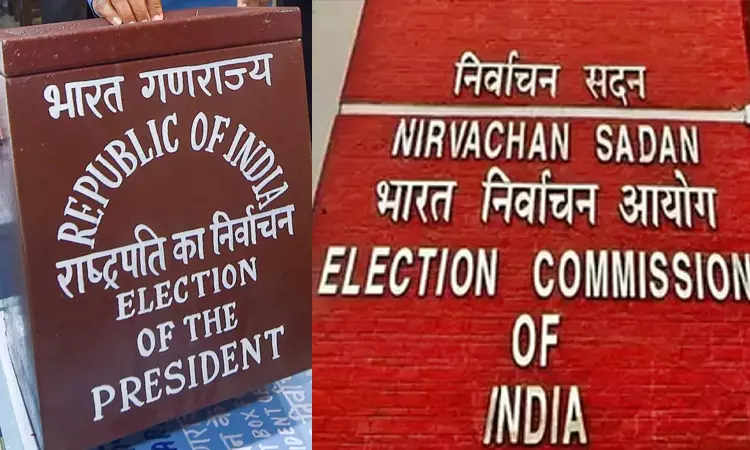 भारत गणराज्य
REPUBLIC OF INDIA
राष्ट्रपति का निर्वाचन
ELECTION
OF THE
PRESIDENT
BOX
निर्वाचन सदन
NIRVACHAN SADAN
भारत निर्वाचन आयोग
ELECTION COMMISSION
OF
INDIA